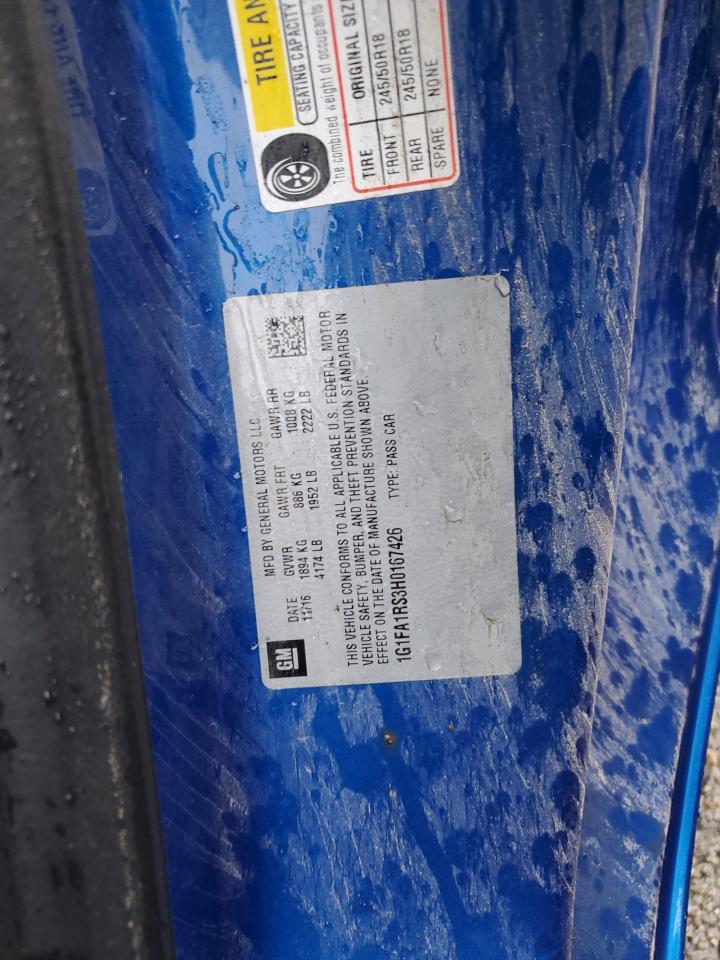 TIRE AN
SEATING CAPACITY
The combined weight of occupants
TIRE ORIGINAL SIZE
FRONT 245/50R18
REAR 245/50R18
SPARE NONE
MFD BY GENERAL MOTORS LLC
DATE GVWR GAWR FRT GAWR RR
11/16 1894 KG 886 KG 1008 KG
4174 LB 1952 LB 2222 LB
GM
THIS VEHICLE CONFORMS TO ALL APPLICABLE U.S. FEDERAL MOTOR
VEHICLE SAFETY, BUMPER, AND THEFT PREVENTION STANDARDS IN
EFFECT ON THE DATE OF MANUFACTURE SHOWN ABOVE.
1G1FA1RS3H0167426 TYPE: PASS CAR